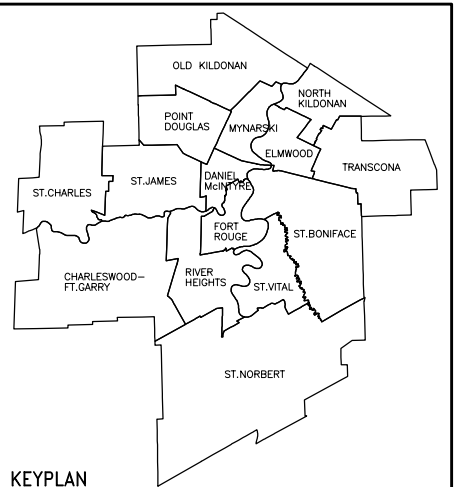 OLD KILDONAN
NORTH
KILDONAN
POINT
DOUGLAS
MYNARSKI
ELMWOOD
TRANSCONA
ST.CHARLES
ST.JAMES
DANIEL
McINTYRE
FORT
ROUGE
ST.BONIFACE
CHARLESWOOD–
FT.GARRY
RIVER
HEIGHTS
ST.VITAL
ST.NORBERT
KEYPLAN